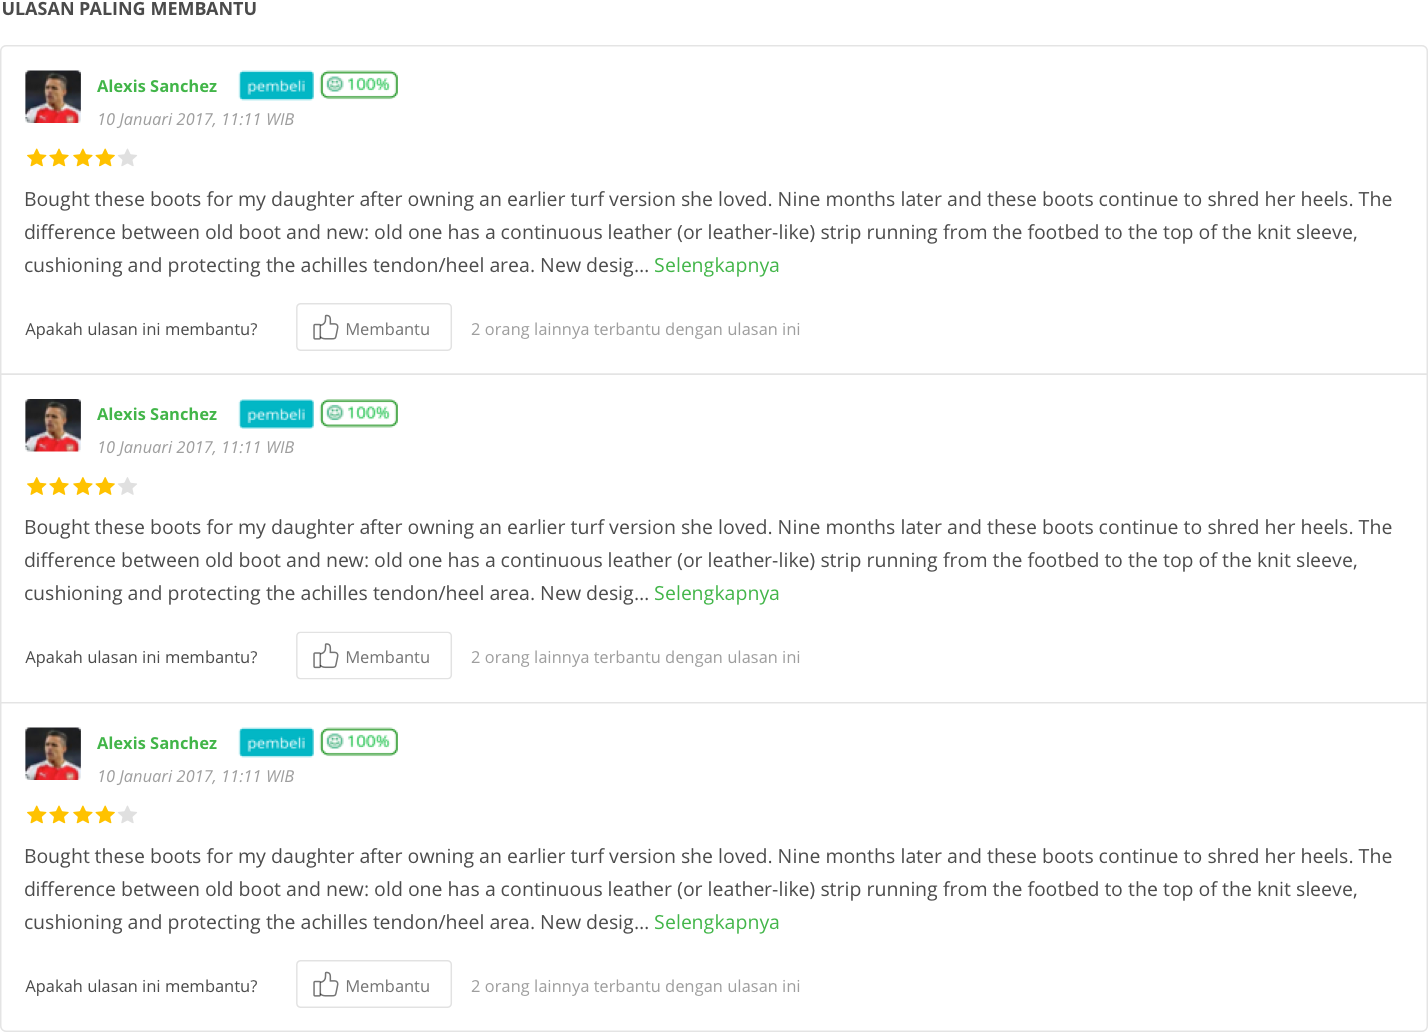 ULASAN PALING MEMBANTU
Alexis Sanchez pembeli 100%
10 Januari 2017, 11:11 WIB
Bought these boots for my daughter after owning an earlier turf version she loved. Nine months later and these boots continue to shred her heels. The
difference between old boot and new: old one has a continuous leather (or leather-like) strip running from the footbed to the top of the knit sleeve,
cushioning and protecting the achilles tendon/heel area. New desig... Selengkapnya
Apakah ulasan ini membantu? Membantu 2 orang lainnya terbantu dengan ulasan ini
Alexis Sanchez pembeli 100%
10 Januari 2017, 11:11 WIB
Bought these boots for my daughter after owning an earlier turf version she loved. Nine months later and these boots continue to shred her heels. The
difference between old boot and new: old one has a continuous leather (or leather-like) strip running from the footbed to the top of the knit sleeve,
cushioning and protecting the achilles tendon/heel area. New desig... Selengkapnya
Apakah ulasan ini membantu? Membantu 2 orang lainnya terbantu dengan ulasan ini
Alexis Sanchez pembeli 100%
10 Januari 2017, 11:11 WIB
Bought these boots for my daughter after owning an earlier turf version she loved. Nine months later and these boots continue to shred her heels. The
difference between old boot and new: old one has a continuous leather (or leather-like) strip running from the footbed to the top of the knit sleeve,
cushioning and protecting the achilles tendon/heel area. New desig... Selengkapnya
Apakah ulasan ini membantu? Membantu 2 orang lainnya terbantu dengan ulasan ini